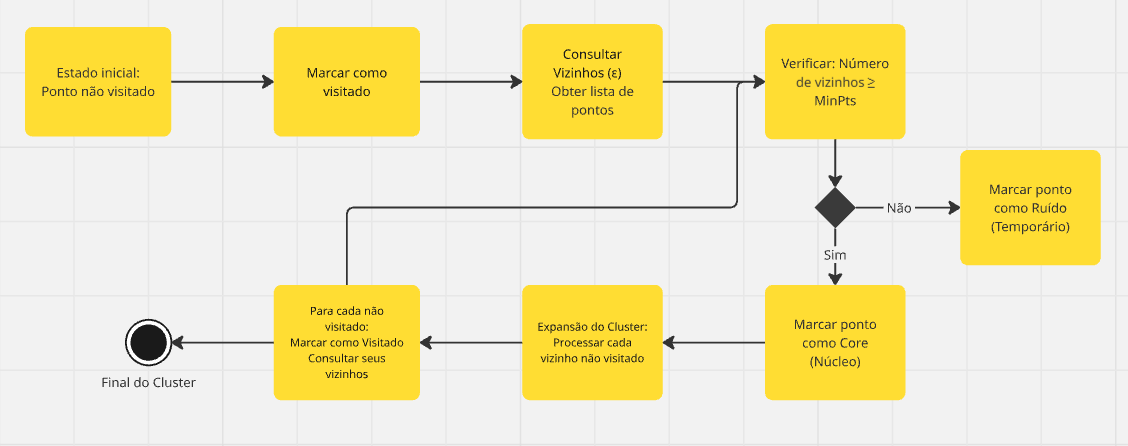 Estado inicial:
Ponto não visitado
Marcar como
visitado
Consultar
Vizinhos (ε)
Obter lista de
pontos
Verificar: Número
de vizinhos ≥
MinPts
Não
Marcar ponto
como Ruído
(Temporário)
Sim
Marcar ponto
como Core
(Núcleo)
Expansão do Cluster:
Processar cada
vizinho não visitado
Para cada não
visitado:
Marcar como Visitado
Consultar seus
vizinhos
Final do Cluster